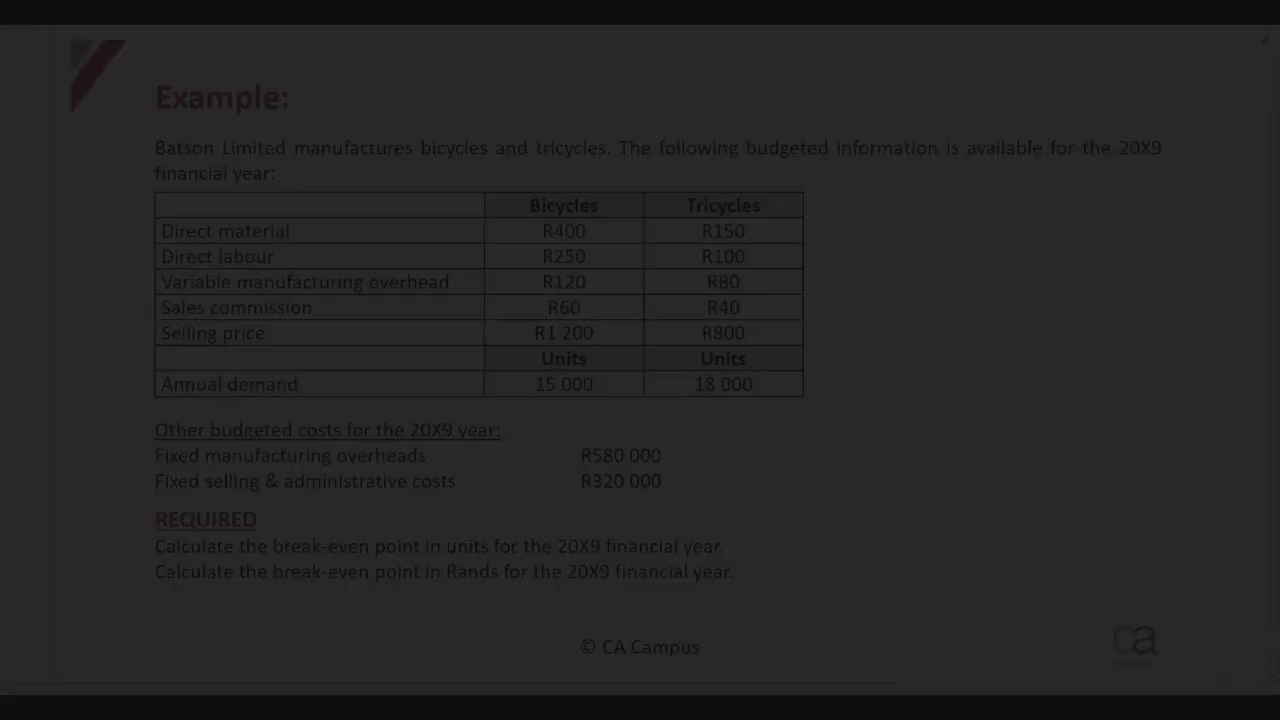 Example:
Batson Limited manufactures bicycles and tricycles. The following budgeted information is available for the 20X9
financial year:
Bicycles Tricycles
Direct material R400 R150
Direct labour R250 R100
Variable manufacturing overhead R120 R80
Sales commission R60 R40
Selling price R1 200 R800
Units Units
Annual demand 15 000 18 000
Other budgeted costs for the 20X9 year:
Fixed manufacturing overheads R580 000
Fixed selling & administrative costs R320 000
REQUIRED
Calculate the break-even point in units for the 20X9 financial year.
Calculate the break-even point in Rands for the 20X9 financial year.
© CA Campus
ca